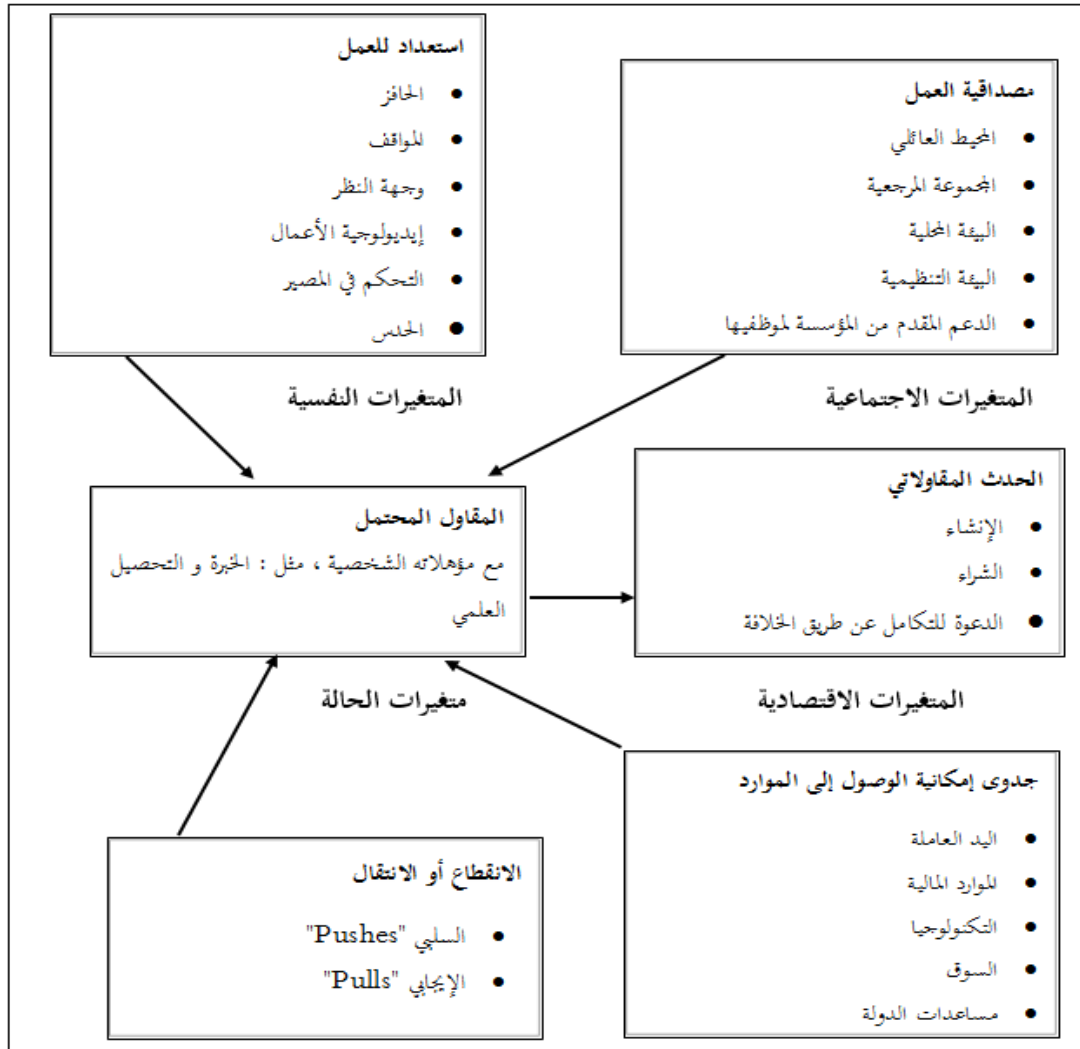 استعداد للعمل
• الحافز
• المواقف
• وجهة النظر
• إيديولوجية الأعمال
• التحكم في المصير
• الحدس
مصداقية العمل
• المحيط العائلي
• المجموعة المرجعية
• البيئة المحلية
• البيئة التنظيمية
• الدعم المقدم من المؤسسة لموظفيها
المتغيرات الاجتماعية
المتغيرات النفسية
الحدث المقاولاتي
• الإنشاء
• الشراء
• الدعوة للتكامل عن طريق الخلافة
المقاول المحتمل
مع مؤهلاته الشخصية ، مثل : الخبرة و التحصيل
العلمي
المتغيرات الاقتصادية
متغيرات الحالة
جدوى إمكانية الوصول إلى الموارد
• اليد العاملة
• الموارد المالية
• التكنولوجيا
• السوق
• مساعدات الدولة
الانقطاع أو الانتقال
• السلبي "Pushes"
• الإيجابي "Pulls"